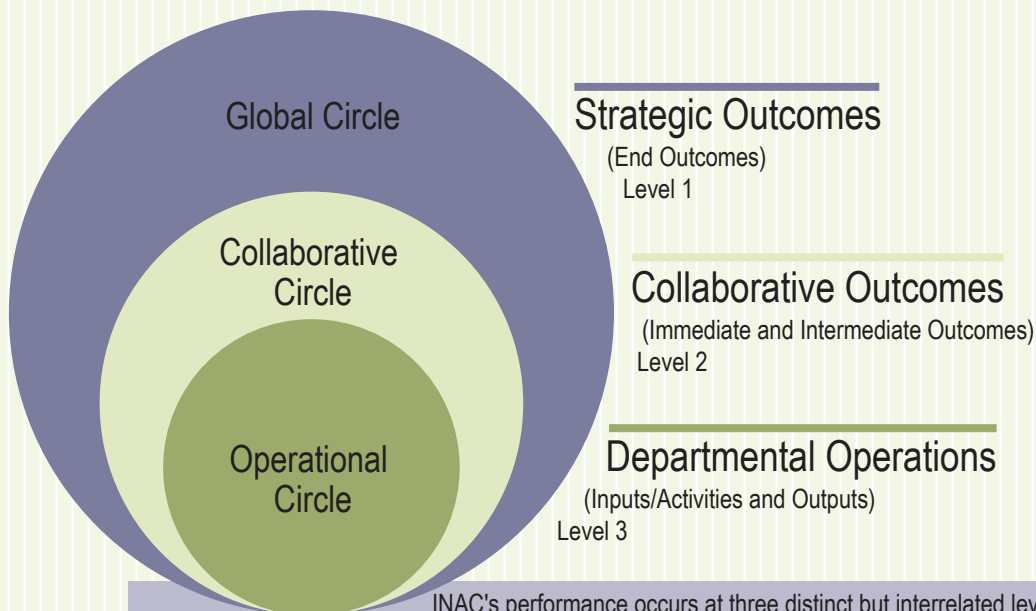 Global Circle
Strategic Outcomes
(End Outcomes)
Level 1
Collaborative
Circle
Collaborative Outcomes
(Immediate and Intermediate Outcomes)
Level 2
Operational
Circle
Departmental Operations
(Inputs/Activities and Outputs)
Level 3
INAC's performance occurs at three distinct but interrelated